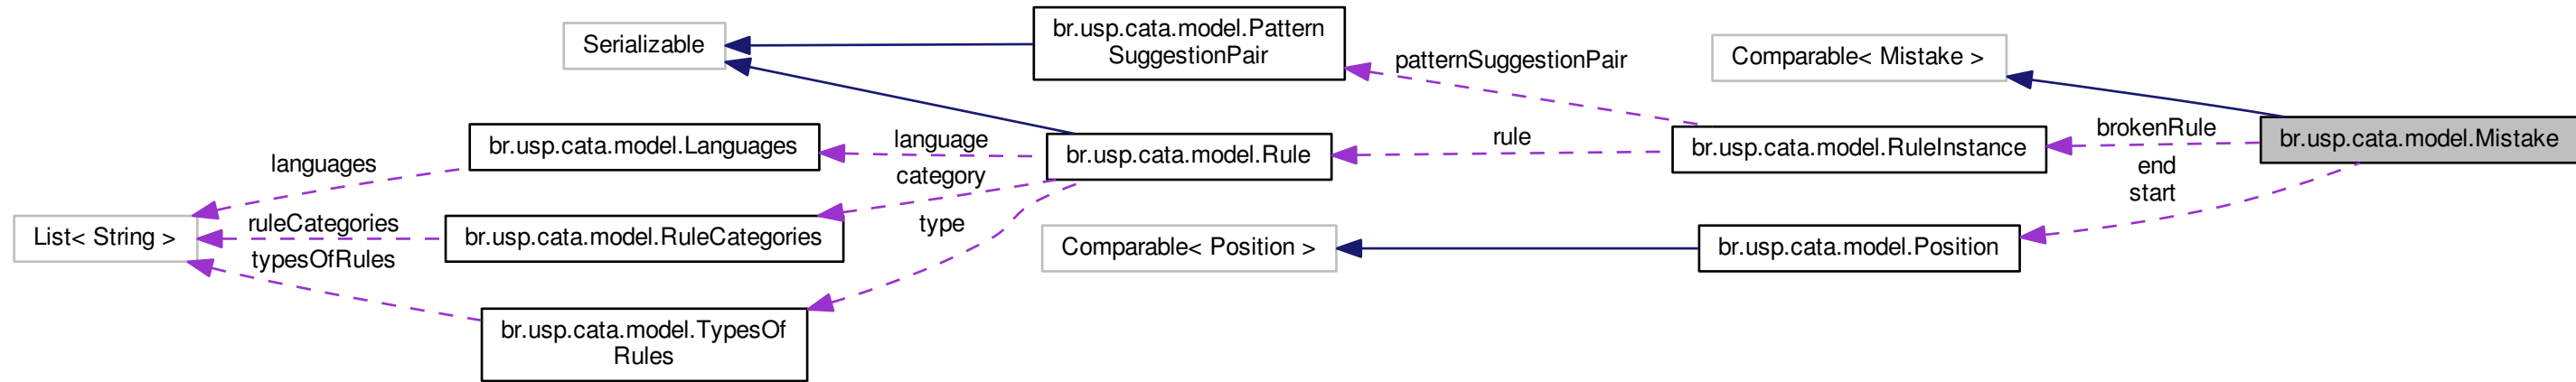 br.usp.cata.model.Pattern
SuggestionPair
Serializable
Comparable< Mistake >
patternSuggestionPair
br.usp.cata.model.Languages
language
br.usp.cata.model.Rule
rule
br.usp.cata.model.RuleInstance
brokenRule
br.usp.cata.model.Mistake
languages
category
end
start
List< String >
ruleCategories
br.usp.cata.model.RuleCategories
type
Comparable< Position >
br.usp.cata.model.Position
typesOfRules
br.usp.cata.model.TypesOf
Rules